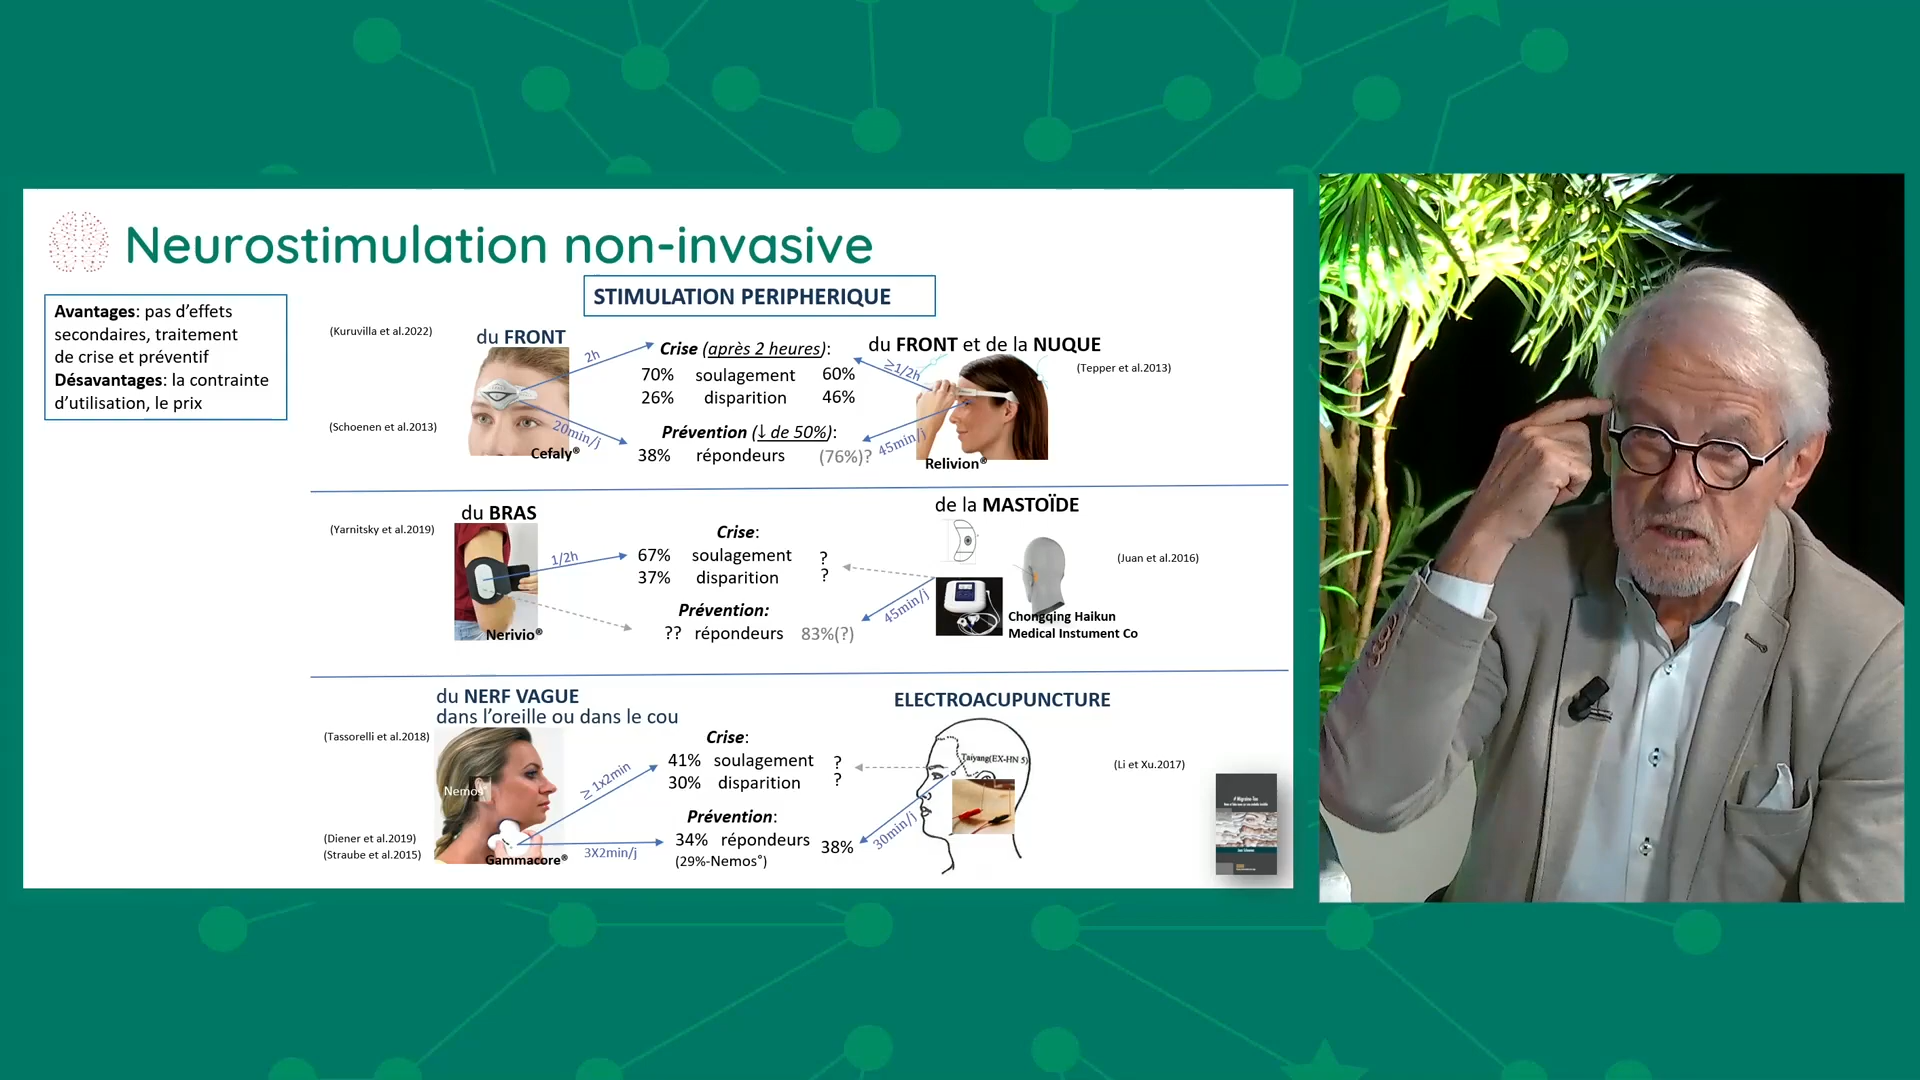 Neurostimulation non-invasive
STIMULATION PERIPHERIQUE
Avantages: pas d'effets
secondaires, traitement
de crise et préventif
Désavantages: la contrainte
d'utilisation, le prix
(Kuruvilla et al.2022)
(Schoenen et al.2013)
du FRONT
Cefaly®
2h
20min/j
Crise (après 2 heures):
70% soulagement 60%
26% disparition 46%
Prévention (↓ de 50%):
38% répondeurs (76%)?
du FRONT et de la NUQUE
≥1/2h
45min/j
Relivion®
(Tepper et al.2013)
(Yarnitsky et al.2019)
du BRAS
Nerivio®
1/2h
Crise:
67% soulagement ?
37% disparition ?
Prévention:
?? répondeurs 83%(?)
de la MASTOÏDE
45min/j
Chongqing Haikun
Medical Instument Co
(Juan et al.2016)
du NERF VAGUE
dans l'oreille ou dans le cou
(Tassorelli et al.2018)
(Diener et al.2019)
(Straube et al.2015)
Nemos°
Gammacore®
≥ 1x2min
3X2min/j
Crise:
41% soulagement ?
30% disparition ?
Prévention:
34% répondeurs 38%
(29%-Nemos°)
ELECTROACUPUNCTURE
Taiyang(EX-HN 5)
30min/j
(Li et Xu.2017)